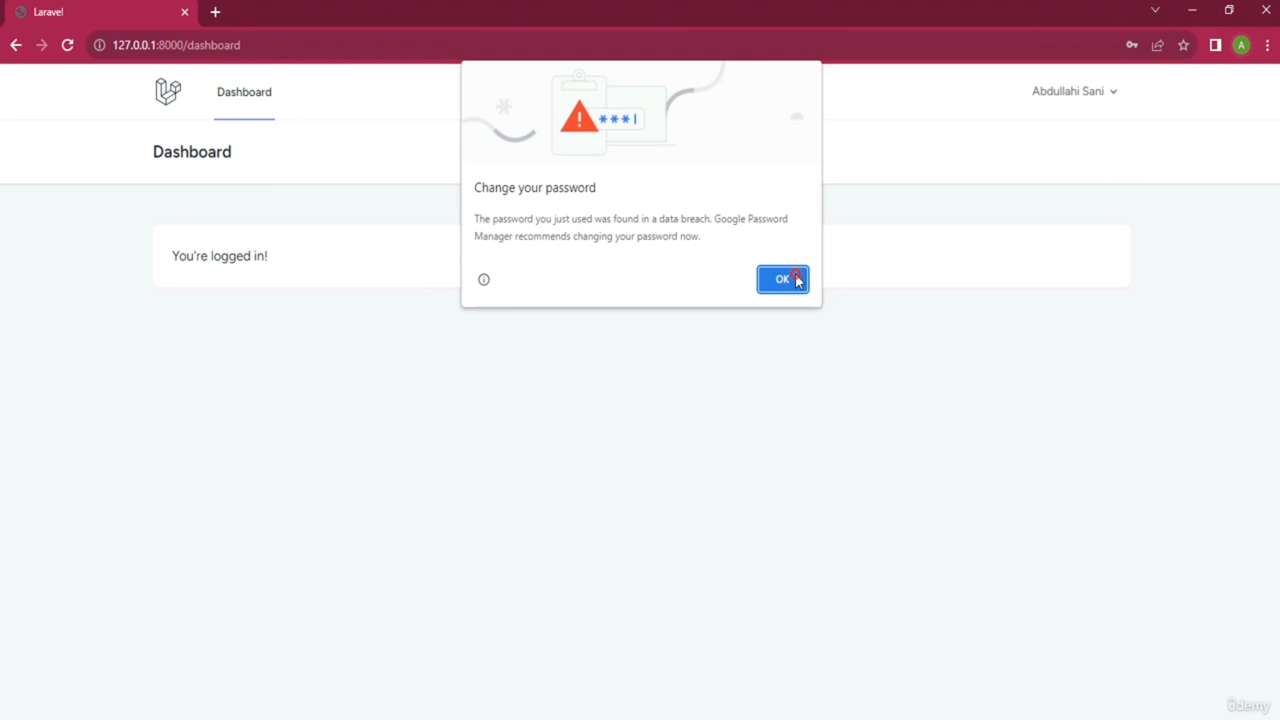 Laravel
127.0.0.1:8000/dashboard
A
Dashboard
Abdullahi Sani
Dashboard
***|
Change your password
The password you just used was found in a data breach. Google Password
Manager recommends changing your password now.
OK
You're logged in!
ûdemy